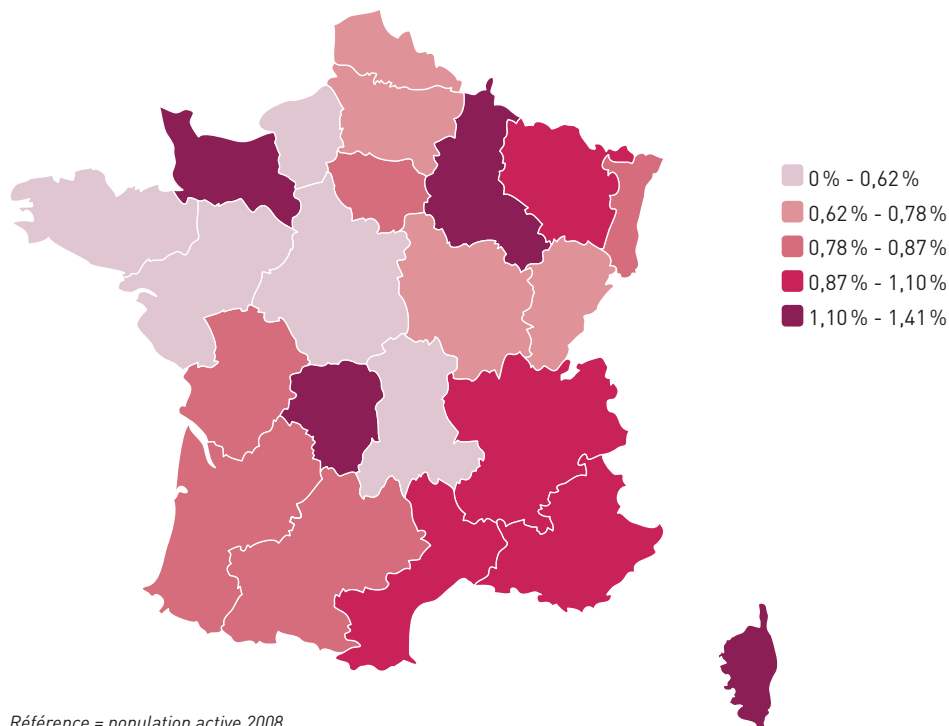 0 % - 0,62 %
0,62 % - 0,78 %
0,78 % - 0,87 %
0,87 % - 1,10 %
1,10 % - 1,41 %
Référence = population active 2008